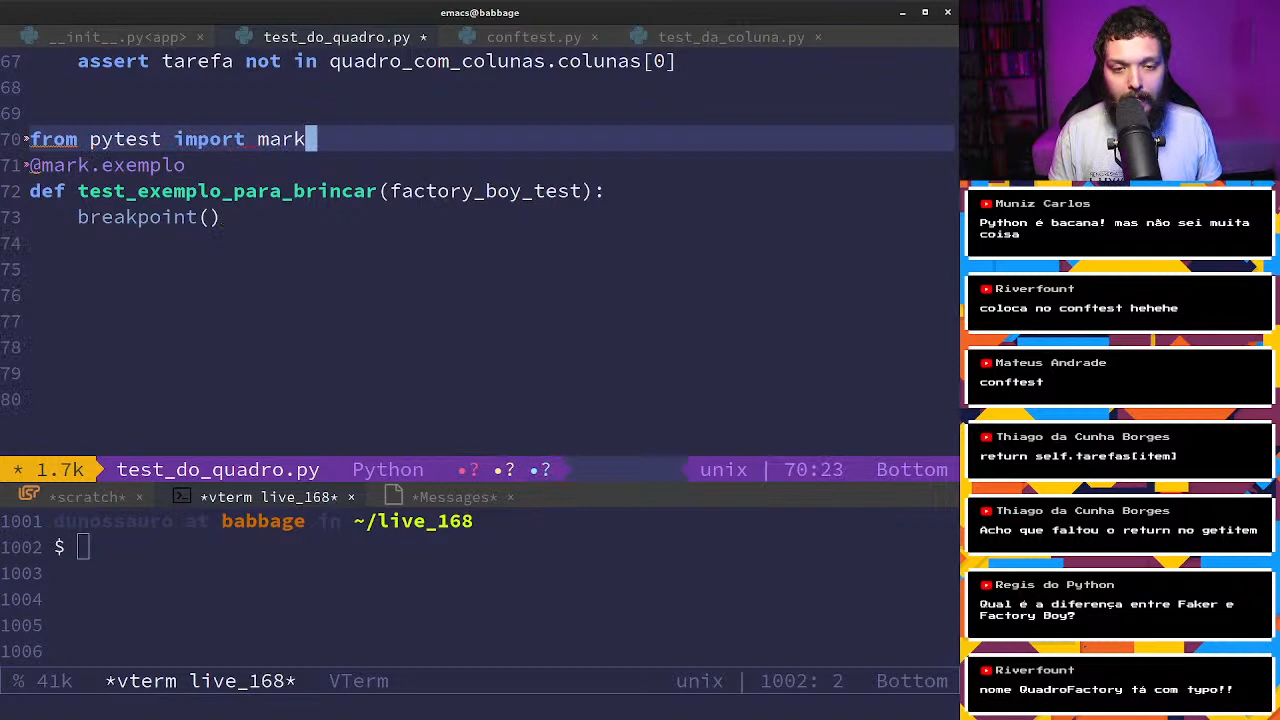 emacs@babbage
__init__.py<app> ×
test_do_quadro.py *
conftest.py ×
test_da_coluna.py ×
67 assert tarefa not in quadro_com_colunas.colunas[0]
68
69
70 from pytest import mark
71 @mark.exemplo
72 def test_exemplo_para_brincar(factory_boy_test):
73 breakpoint()
74
75
76
77
78
79
80
* 1.7k test_do_quadro.py Python •? •? •? unix | 70:23 Bottom
*scratch* ×
*vterm live_168* ×
*Messages* ×
1001 dunossauro at babbage in ~/live_168
1002 $
1003
1004
1005
1006
% 41k *vterm live_168* VTerm unix | 1002: 2 Bottom
Muniz Carlos
Python é bacana! mas não sei muita
coisa
Riverfount
coloca no conftest hehehe
Mateus Andrade
conftest
Thiago da Cunha Borges
return self.tarefas[item]
Thiago da Cunha Borges
Acho que faltou o return no getitem
Regis do Python
Qual é a diferença entre Faker e
Factory Boy?
Riverfount
nome QuadroFactory tá com typo!!